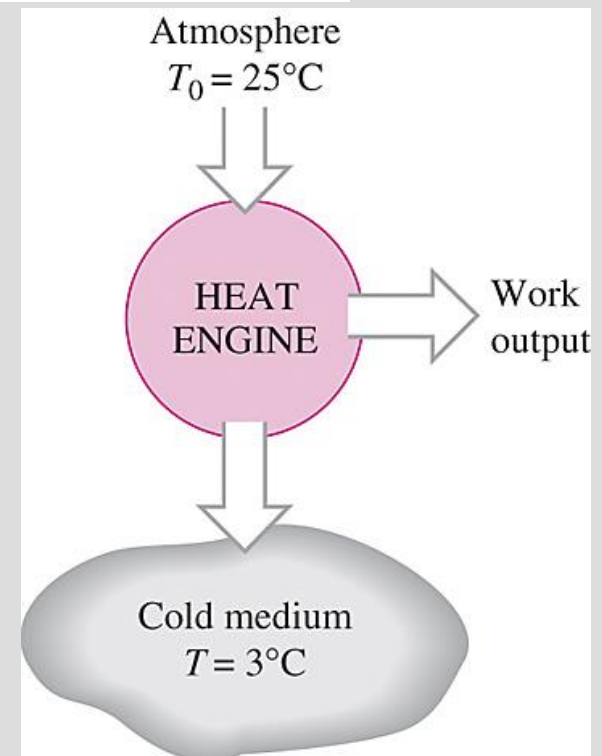 Atmosphere
T₀ = 25°C
HEAT
ENGINE
Work
output
Cold medium
T = 3°C